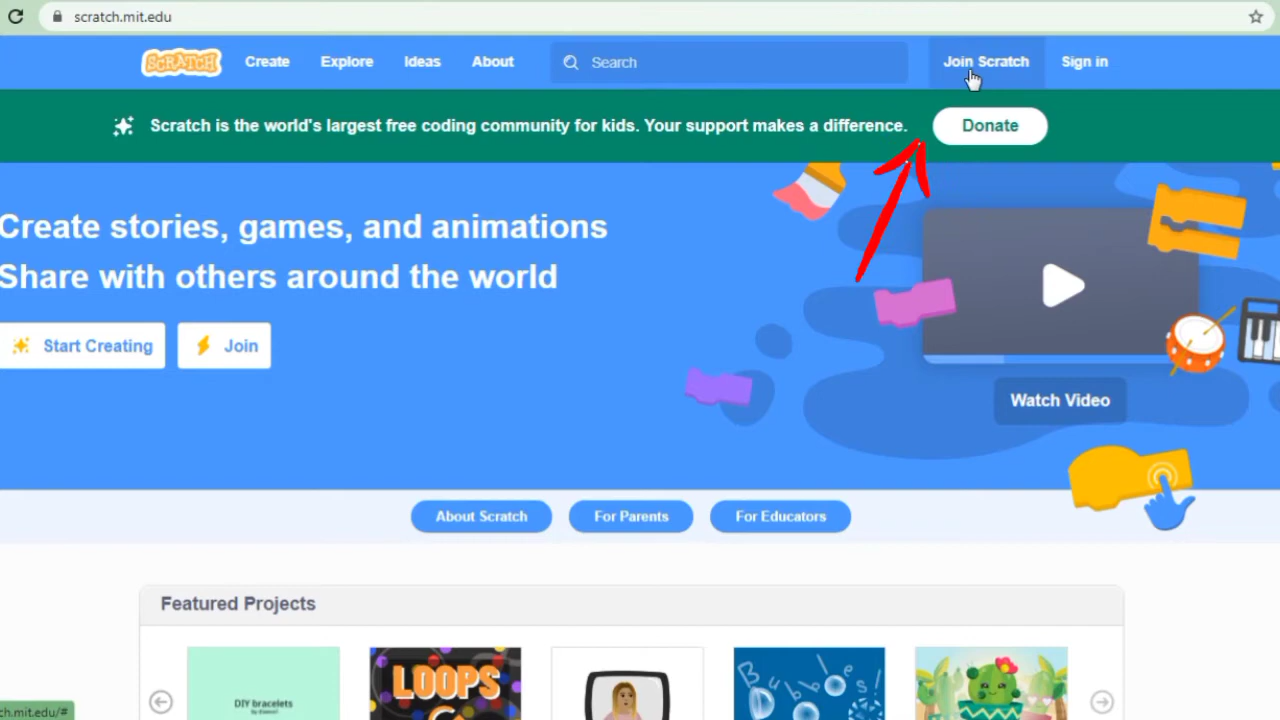 scratch.mit.edu
SCRATCH Create Explore Ideas About Search Join Scratch Sign in
Scratch is the world's largest free coding community for kids. Your support makes a difference. Donate
Create stories, games, and animations
Share with others around the world
Start Creating Join
Watch Video
About Scratch For Parents For Educators
Featured Projects
LOOPS
Bubbles!
DIY bracelets
ch.mit.edu/#